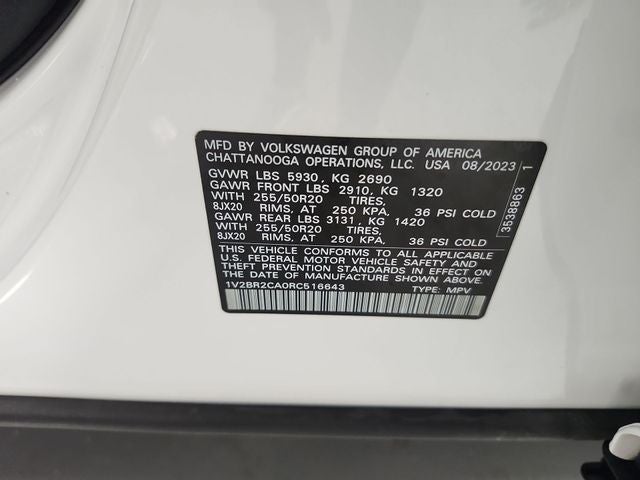 MFD BY VOLKSWAGEN GROUP OF AMERICA
CHATTANOOGA OPERATIONS, LLC. USA 08/2023
GVWR LBS 5930, KG 2690
GAWR FRONT LBS 2910, KG 1320
WITH 255/50R20 TIRES,
8JX20 RIMS, AT 250 KPA, 36 PSI COLD
GAWR REAR LBS 3131, KG 1420
WITH 255/50R20 TIRES,
8JX20 RIMS, AT 250 KPA, 36 PSI COLD
THIS VEHICLE CONFORMS TO ALL APPLICABLE
U.S. FEDERAL MOTOR VEHICLE SAFETY AND
THEFT PREVENTION STANDARDS IN EFFECT ON
THE DATE OF MANUFACTURE SHOWN ABOVE.
1V2BR2CA0RC516643 TYPE: MPV
3538863 1